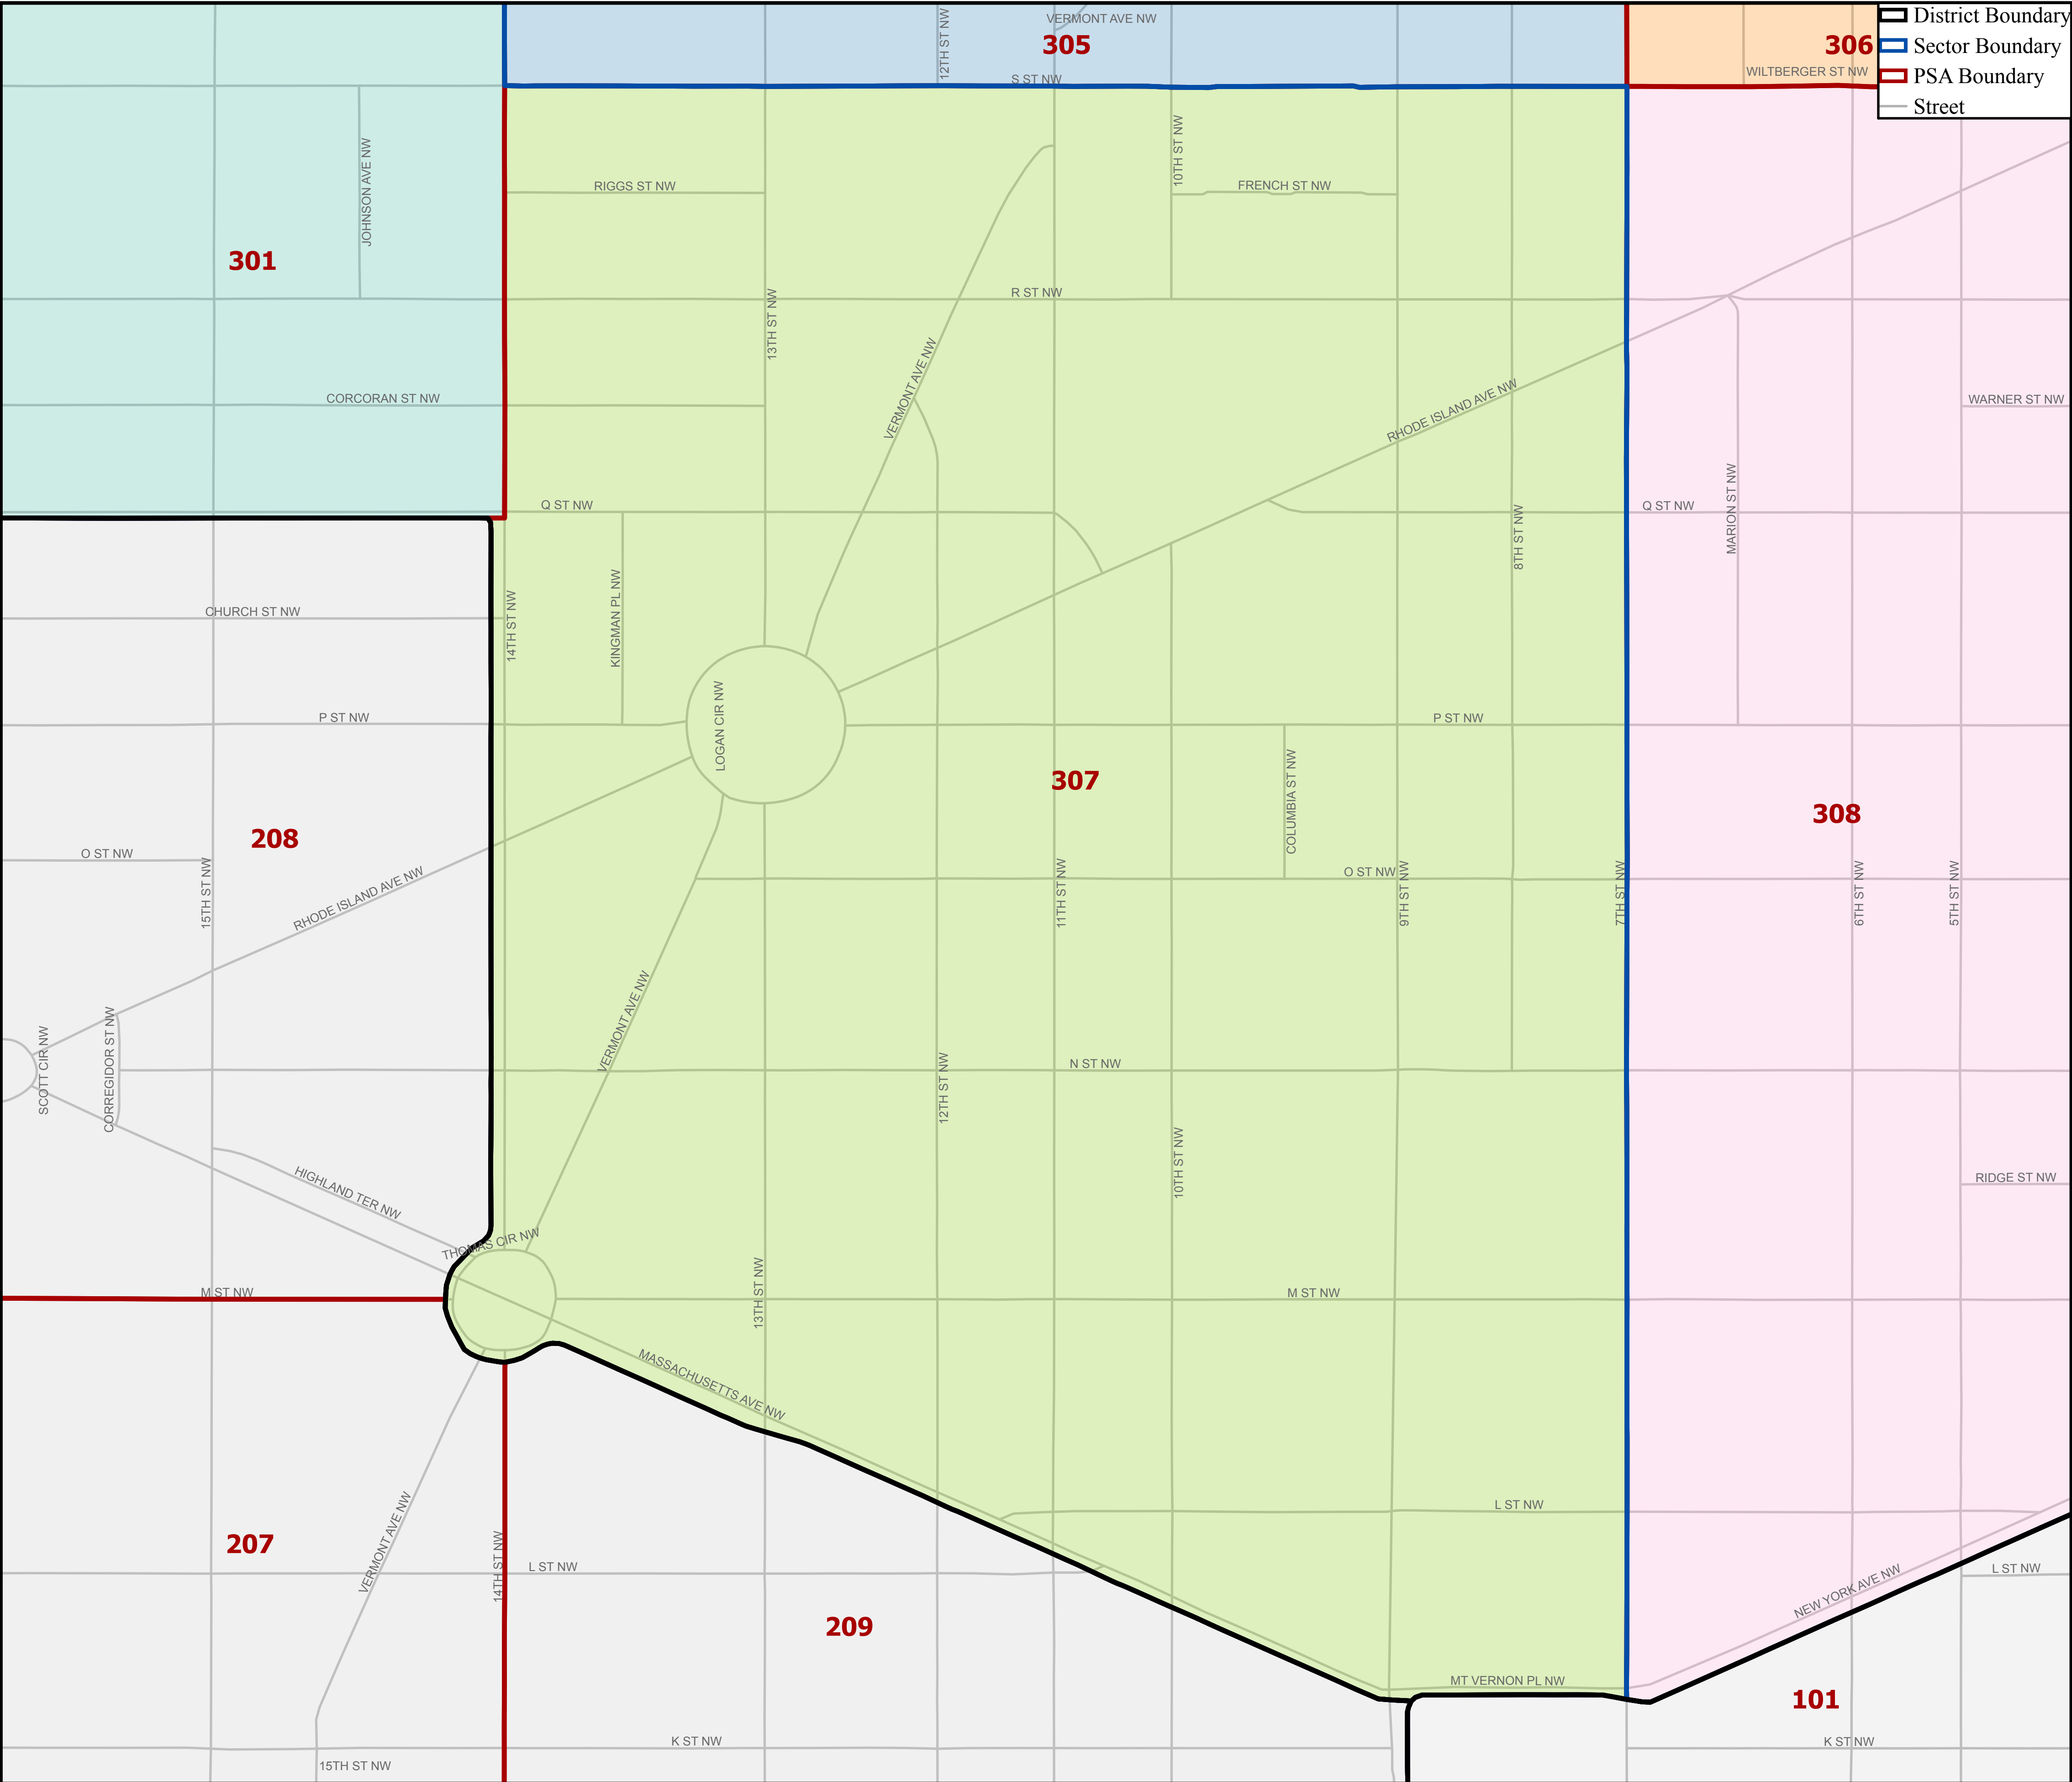 VERMONT AVE NW
12TH ST NW
305
306
S ST NW
WILTBERGER ST NW
District Boundary
Sector Boundary
PSA Boundary
Street
JOHNSON AVE NW
301
RIGGS ST NW
10TH ST NW
FRENCH ST NW
R ST NW
13TH ST NW
VERMONT AVE NW
RHODE ISLAND AVE NW
CORCORAN ST NW
WARNER ST NW
Q ST NW
Q ST NW
MARION ST NW
8TH ST NW
CHURCH ST NW
14TH ST NW
KINGMAN PL NW
LOGAN CIR NW
P ST NW
P ST NW
307
COLUMBIA ST NW
308
208
O ST NW
15TH ST NW
RHODE ISLAND AVE NW
O ST NW
11TH ST NW
9TH ST NW
7TH ST NW
6TH ST NW
5TH ST NW
SCOTT CIR NW
CORREGIDOR ST NW
VERMONT AVE NW
N ST NW
12TH ST NW
10TH ST NW
HIGHLAND TER NW
RIDGE ST NW
THOMAS CIR NW
M ST NW
13TH ST NW
M ST NW
MASSACHUSETTS AVE NW
L ST NW
207
VERMONT AVE NW
14TH ST NW
L ST NW
L ST NW
NEW YORK AVE NW
209
MT VERNON PL NW
101
K ST NW
K ST NW
15TH ST NW